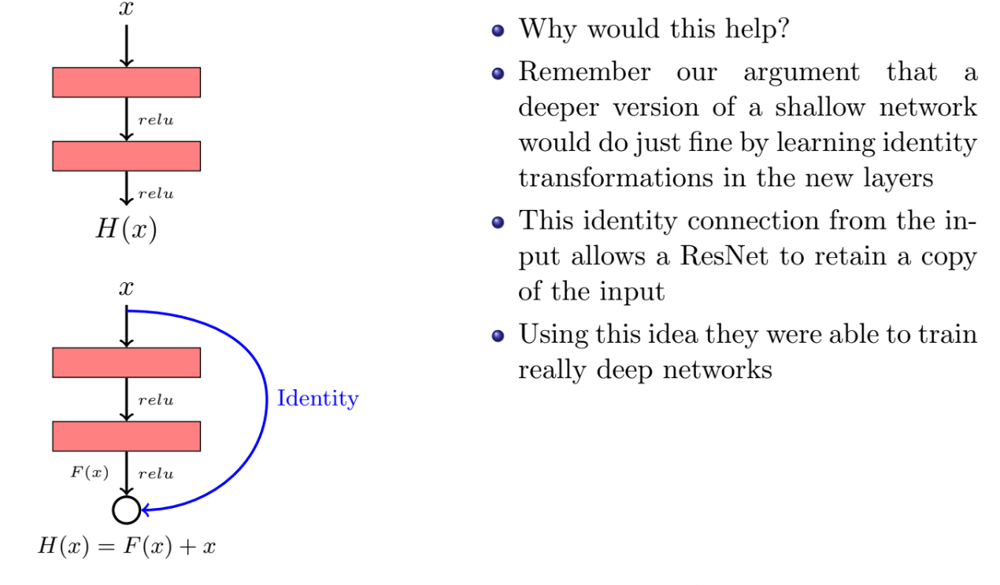 x
relu
relu
H(x)
x
relu
Identity
F(x) relu
H(x) = F(x) + x
Why would this help?
Remember our argument that a
deeper version of a shallow network
would do just fine by learning identity
transformations in the new layers
This identity connection from the in-
put allows a ResNet to retain a copy
of the input
Using this idea they were able to train
really deep networks